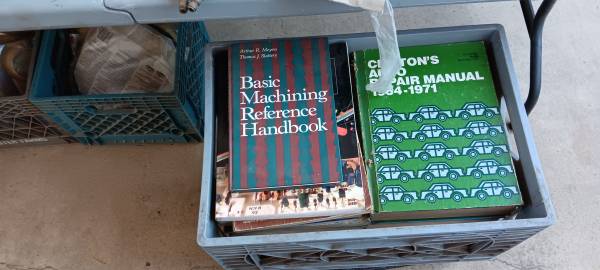 Arthur R. Meyers
Thomas J. Slattery
Basic
Machining
Reference
Handbook
CHILTON'S
AUTO
REPAIR MANUAL
1964-1971